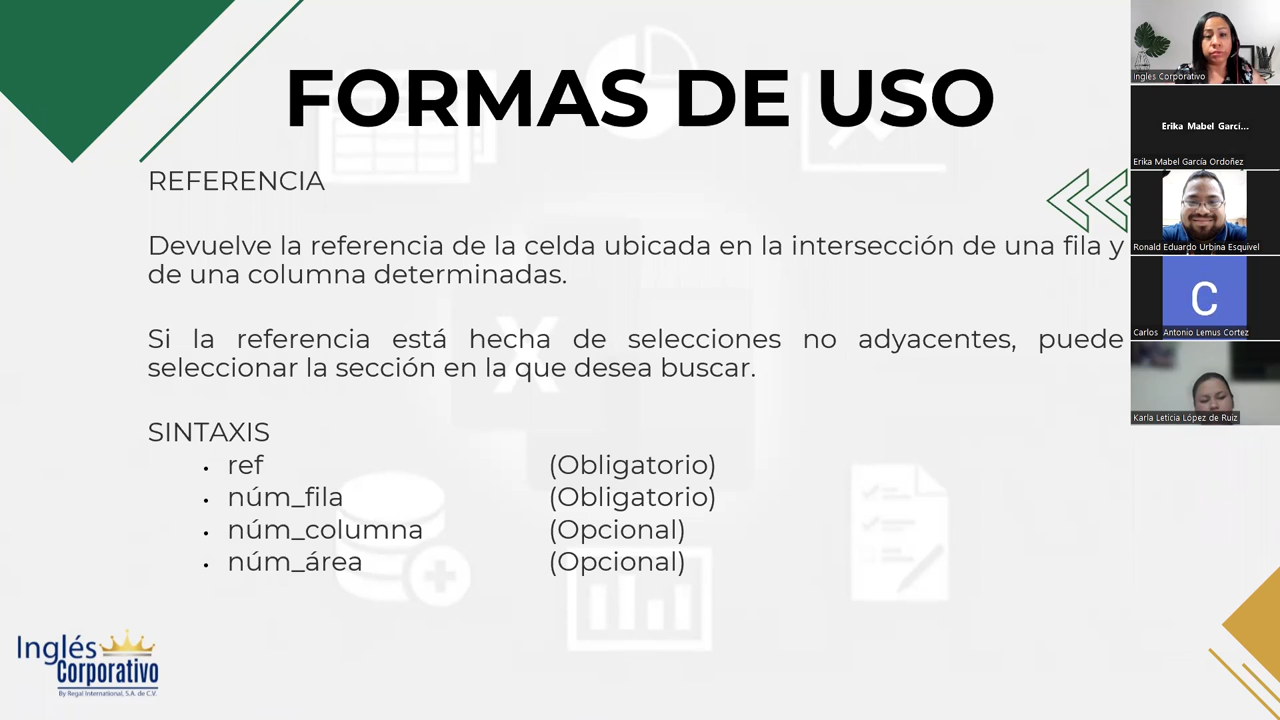 FORMAS DE USO
REFERENCIA
Devuelve la referencia de la celda ubicada en la intersección de una fila y
de una columna determinadas.
Si la referencia está hecha de selecciones no adyacentes, puede
seleccionar la sección en la que desea buscar.
SINTAXIS
• ref (Obligatorio)
• núm_fila (Obligatorio)
• núm_columna (Opcional)
• núm_área (Opcional)
Inglés
Corporativo
By Regal International, S.A. de C.V.
Ingles Corporativo
Erika Mabel Garcí...
Erika Mabel García Ordoñez
Ronald Eduardo Urbina Esquivel
C
Carlos Antonio Lemus Cortez
Karla Leticia López de Ruiz
X